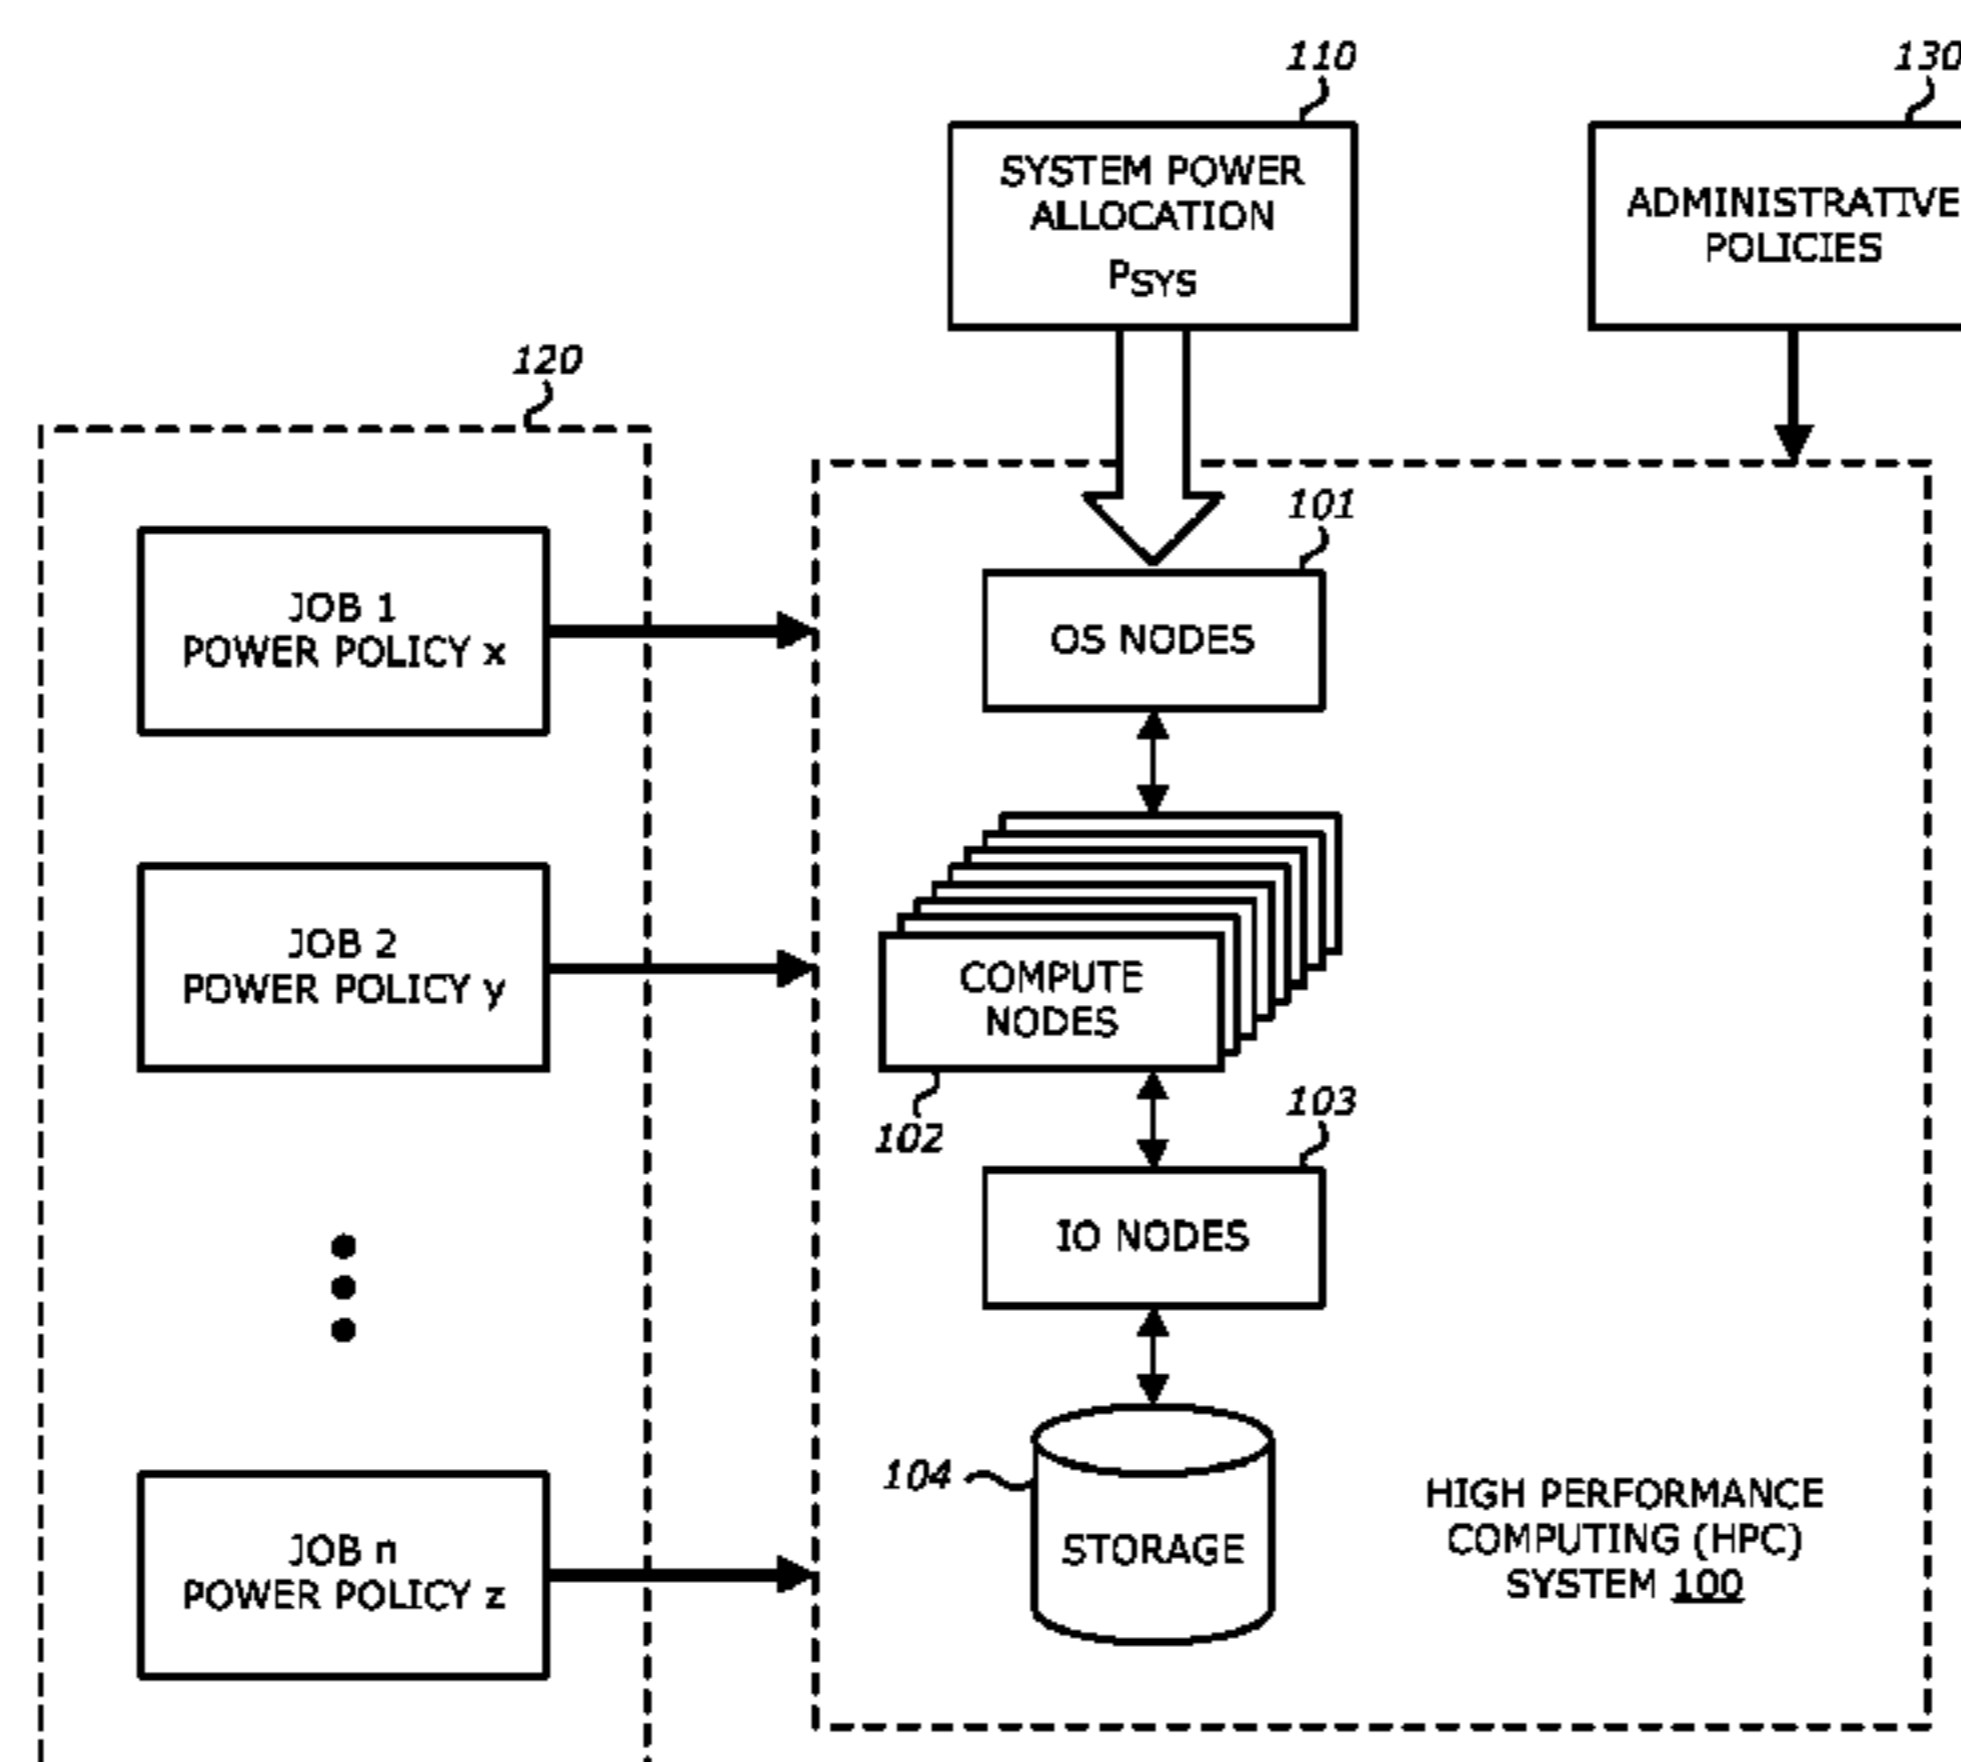 110
130
SYSTEM POWER
ALLOCATION
PSYS
ADMINISTRATIVE
POLICIES
120
101
JOB 1
POWER POLICY x
OS NODES
JOB 2
POWER POLICY y
COMPUTE
NODES
102
103
IO NODES
104
STORAGE
JOB n
POWER POLICY z
HIGH PERFORMANCE
COMPUTING (HPC)
SYSTEM 100